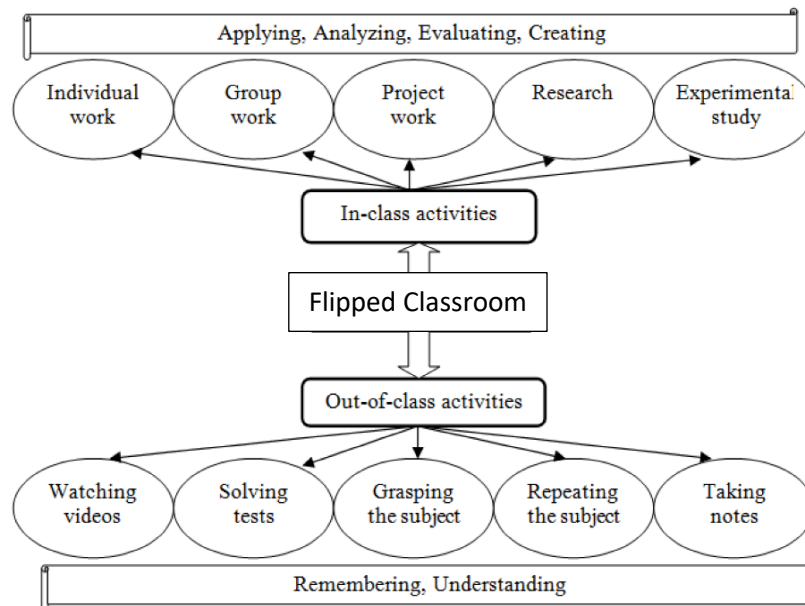 Applying, Analyzing, Evaluating, Creating
Individual
work
Group
work
Project
work
Research
Experimental
study
In-class activities
Flipped Classroom
Out-of-class activities
Watching
videos
Solving
tests
Grasping
the subject
Repeating
the subject
Taking
notes
Remembering, Understanding